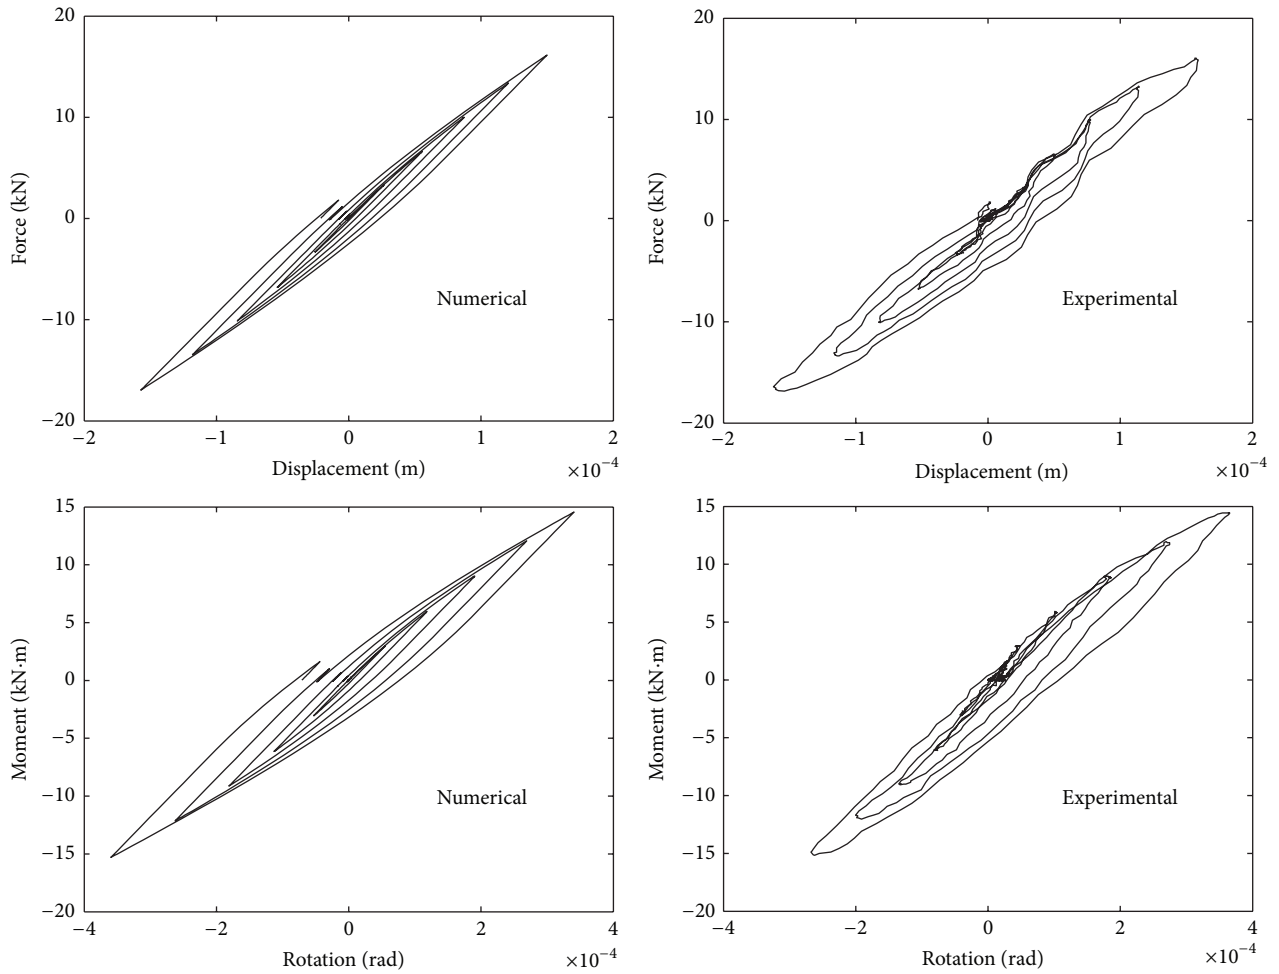 20
10
0
−10
−20
Force (kN)
Numerical
−2 −1 0 1 2
Displacement (m) ×10−4
20
10
0
−10
−20
Force (kN)
Experimental
−2 −1 0 1 2
Displacement (m) ×10−4
15
10
5
0
−5
−10
−15
−20
Moment (kN·m)
Numerical
−4 −2 0 2 4
Rotation (rad) ×10−4
15
10
5
0
−5
−10
−15
−20
Moment (kN·m)
Experimental
−4 −2 0 2 4
Rotation (rad) ×10−4